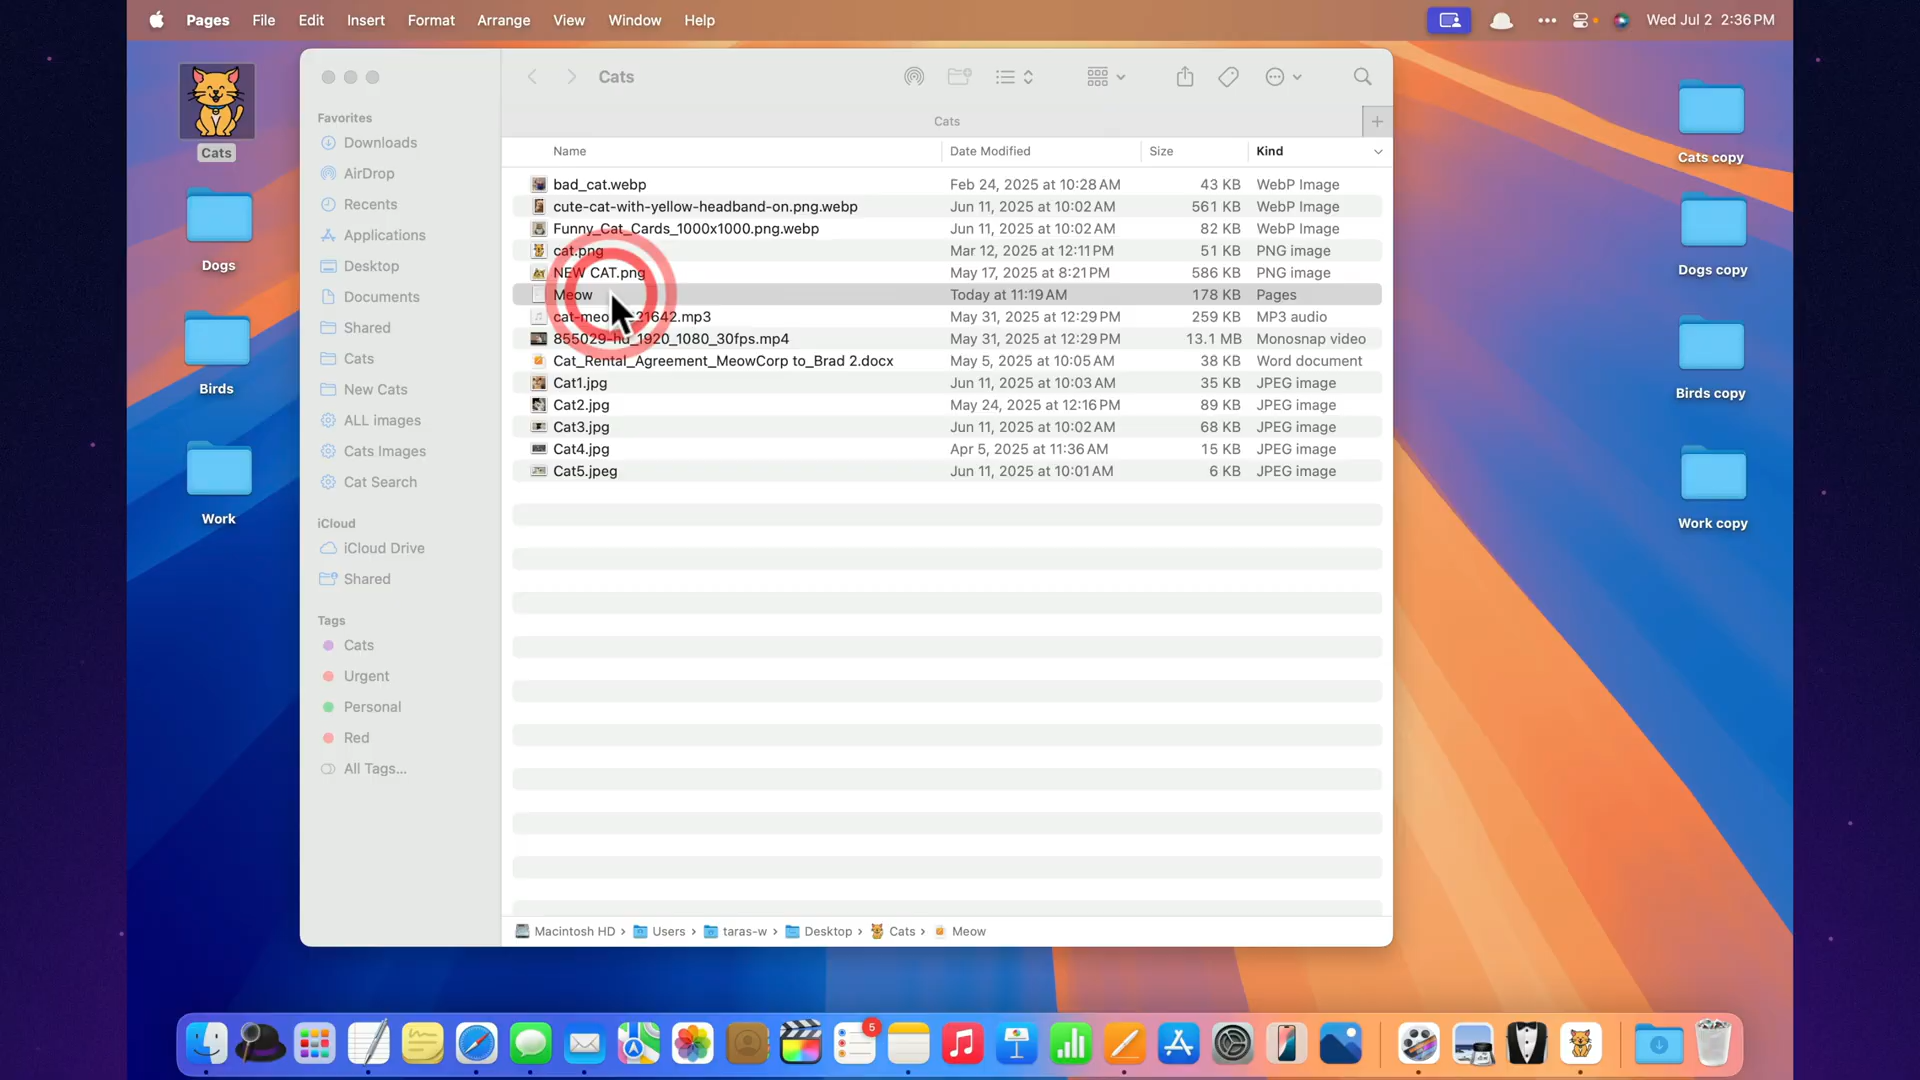 Pages File Edit Insert Format Arrange View Window Help Wed Jul 2 2:36 PM
Cats
Dogs
Birds
Work
Favorites
Downloads
AirDrop
Recents
Applications
Desktop
Documents
Shared
Cats
New Cats
ALL images
Cats Images
Cat Search
iCloud
iCloud Drive
Shared
Tags
Cats
Urgent
Personal
Red
All Tags...
Cats
Cats
Name Date Modified Size Kind
bad_cat.webp Feb 24, 2025 at 10:28 AM 43 KB WebP Image
cute-cat-with-yellow-headband-on.png.webp Jun 11, 2025 at 10:02 AM 561 KB WebP Image
Funny_Cat_Cards_1000x1000.png.webp Jun 11, 2025 at 10:02 AM 82 KB WebP Image
cat.png Mar 12, 2025 at 12:11 PM 51 KB PNG image
NEW CAT.png May 17, 2025 at 8:21 PM 586 KB PNG image
Meow Today at 11:19 AM 178 KB Pages
May 31, 2025 at 12:29 PM 259 KB MP3 audio
855029-hd_1920_1080_30fps.mp4 May 31, 2025 at 12:29 PM 13.1 MB Monosnap video
Cat_Rental_Agreement_MeowCorp to_Brad 2.docx May 5, 2025 at 10:05 AM 38 KB Word document
Cat1.jpg Jun 11, 2025 at 10:03 AM 35 KB JPEG image
Cat2.jpg May 24, 2025 at 12:16 PM 89 KB JPEG image
Cat3.jpg Jun 11, 2025 at 10:02 AM 68 KB JPEG image
Cat4.jpg Apr 5, 2025 at 11:36 AM 15 KB JPEG image
Cat5.jpeg Jun 11, 2025 at 10:01 AM 6 KB JPEG image
Macintosh HD › Users › taras-w › Desktop › Cats › Meow
Cats copy
Dogs copy
Birds copy
Work copy
5